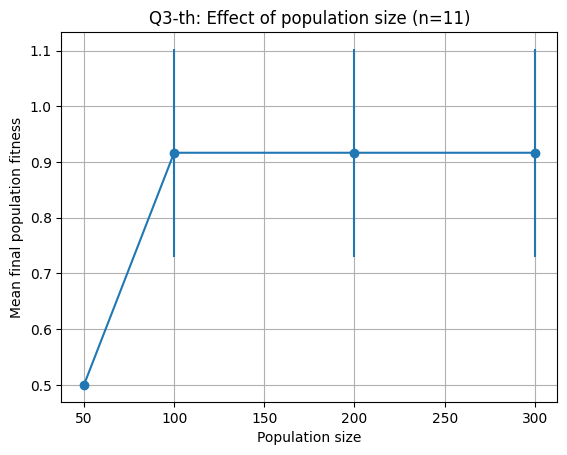 Q3-th: Effect of population size (n=11)
Mean final population fitness
1.1
1.0
0.9
0.8
0.7
0.6
0.5
50 100 150 200 250 300
Population size